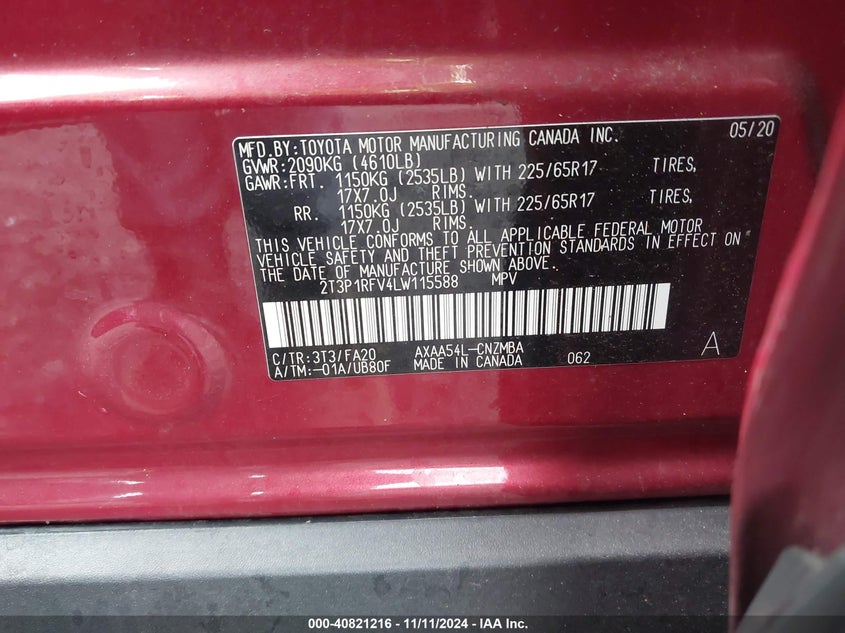 MFD.BY:TOYOTA MOTOR MANUFACTURING CANADA INC. 05/20
GVWR:2090KG (4610LB)
GAWR:FRT. 1150KG (2535LB) WITH 225/65R17 TIRES,
17X7.0J RIMS.
RR. 1150KG (2535LB) WITH 225/65R17 TIRES,
17X7.0J RIMS.
THIS VEHICLE CONFORMS TO ALL APPLICABLE FEDERAL MOTOR
VEHICLE SAFETY AND THEFT PREVENTION STANDARDS IN EFFECT ON
THE DATE OF MANUFACTURE SHOWN ABOVE.
2T3P1RFV4LW115588 MPV
C/TR:3T3/FA20 AXAA54L-CNZMBA 062 A
A/TM:-01A/UB80F MADE IN CANADA
000-40821216 - 11/11/2024 - IAA Inc.